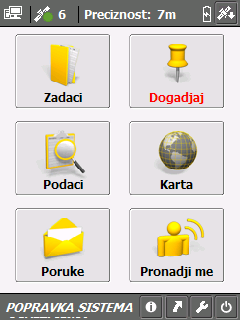 6 Preciznost: 7m
Zadaci Dogadjaj
Podaci Karta
Poruke Pronadji me
POPRAVKA SISTEMA